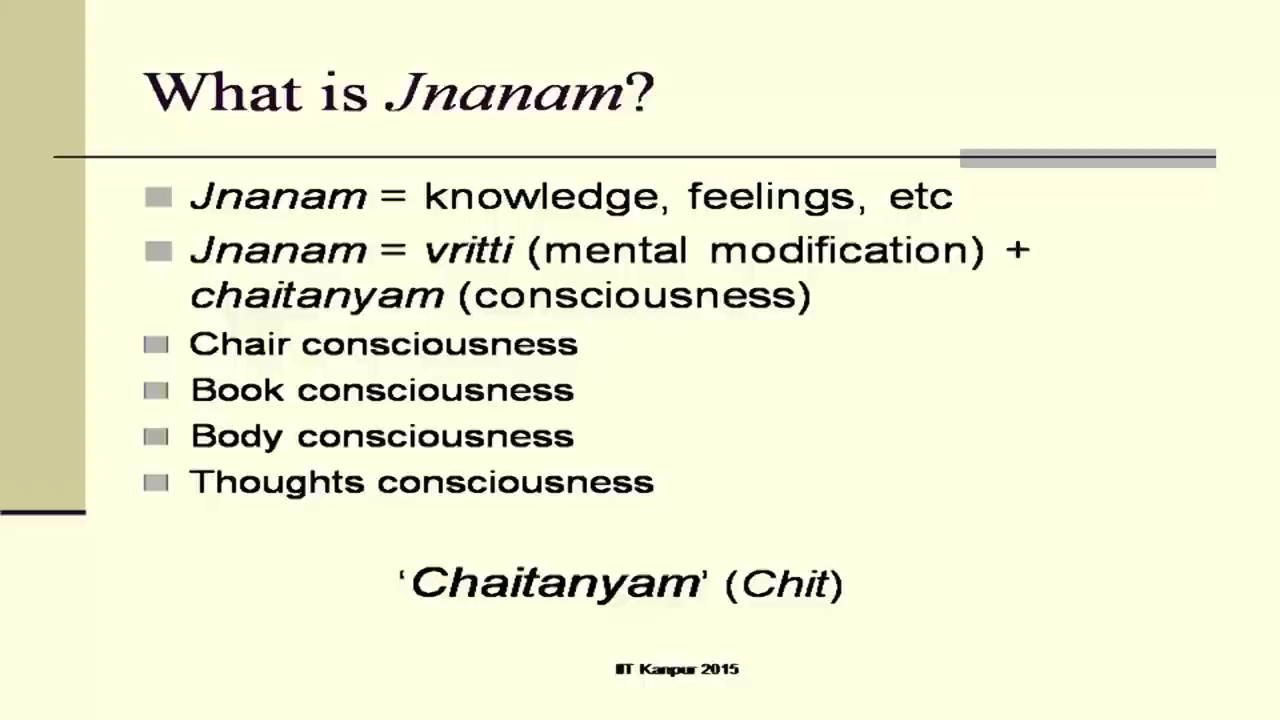 What is Jnanam?
Jnanam = knowledge, feelings, etc
Jnanam = vritti (mental modification) +
chaitanyam (consciousness)
Chair consciousness
Book consciousness
Body consciousness
Thoughts consciousness
‘Chaitanyam’ (Chit)
IIT Kanpur 2015